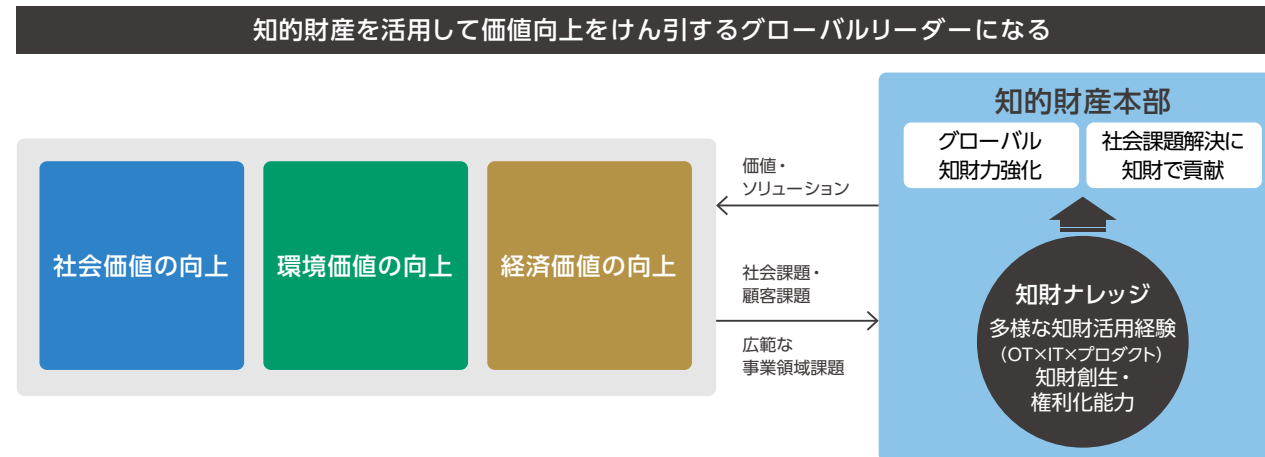 知的財産を活用して価値向上をけん引するグローバルリーダーになる
社会価値の向上
環境価値の向上
経済価値の向上
価値・
ソリューション
社会課題・
顧客課題
広範な
事業領域課題
知的財産本部
グローバル
知財力強化
社会課題解決に
知財で貢献
知財ナレッジ
多様な知財活用経験
（OT×IT×プロダクト）
知財創生・
権利化能力